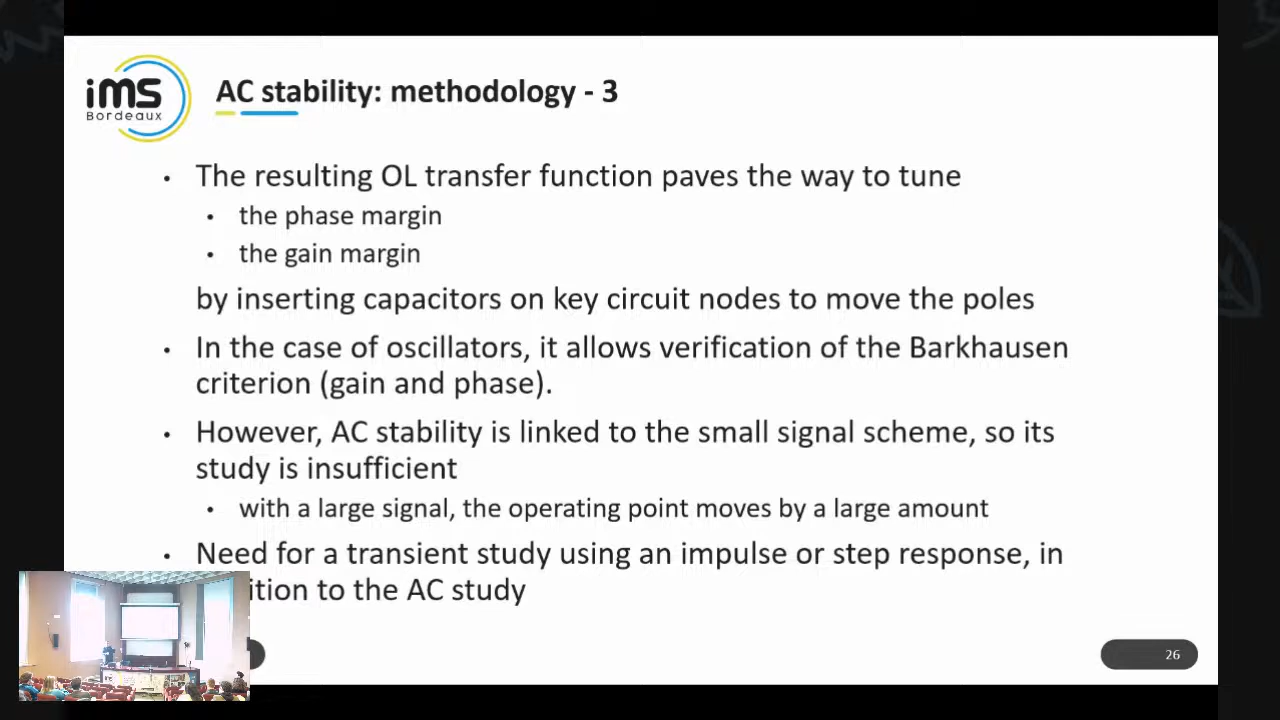 iMS
Bordeaux
AC stability: methodology - 3
• The resulting OL transfer function paves the way to tune
• the phase margin
• the gain margin
by inserting capacitors on key circuit nodes to move the poles
• In the case of oscillators, it allows verification of the Barkhausen
criterion (gain and phase).
• However, AC stability is linked to the small signal scheme, so its
study is insufficient
• with a large signal, the operating point moves by a large amount
• Need for a transient study using an impulse or step response, in
ition to the AC study
26